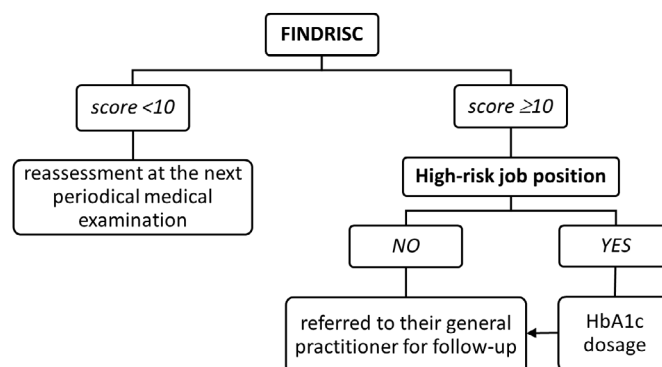 FINDRISC
score <10
score ≥10
reassessment at the next
periodical medical
examination
High-risk job position
NO
YES
referred to their general
practitioner for follow-up
HbA1c
dosage